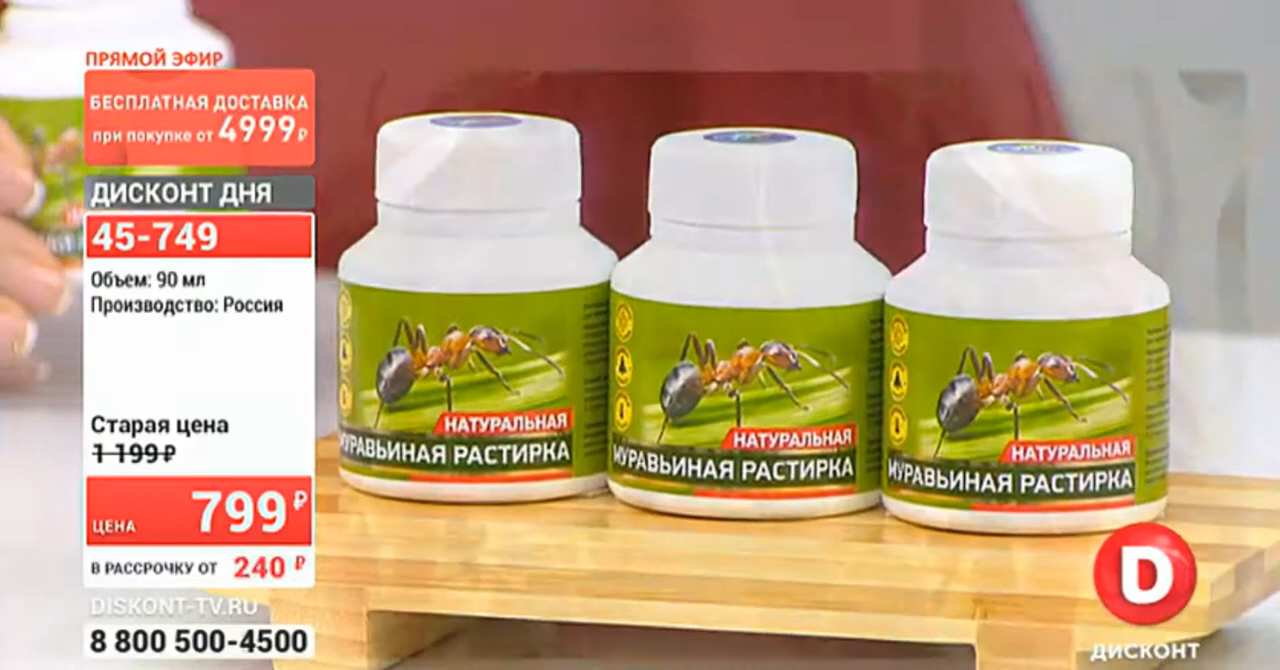 ПРЯМОЙ ЭФИР
БЕСПЛАТНАЯ ДОСТАВКА
при покупке от 4999₽
ДИСКОНТ ДНЯ
45-749
Объем: 90 мл
Производство: Россия
Старая цена
1 199 ₽
ЦЕНА 799 ₽
В РАССРОЧКУ ОТ 240 ₽
DISKONT-TV.RU
8 800 500-4500
НАТУРАЛЬНАЯ
МУРАВЬИНАЯ РАСТИРКА
НАТУРАЛЬНАЯ
МУРАВЬИНАЯ РАСТИРКА
НАТУРАЛЬНАЯ
МУРАВЬИНАЯ РАСТИРКА
D
ДИСКОНТ